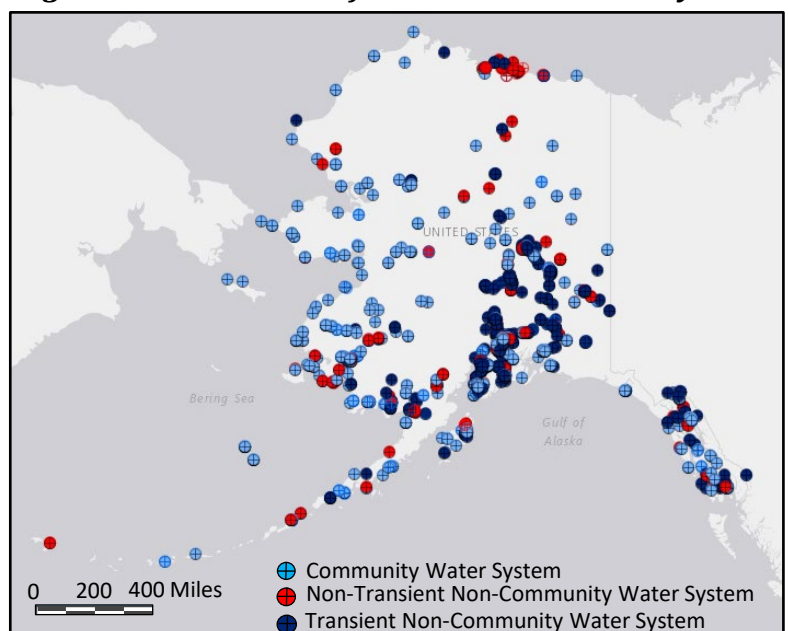 UNITED STATES
Bering Sea
Gulf of
Alaska
Community Water System
Non-Transient Non-Community Water System
Transient Non-Community Water System
0 200 400 Miles